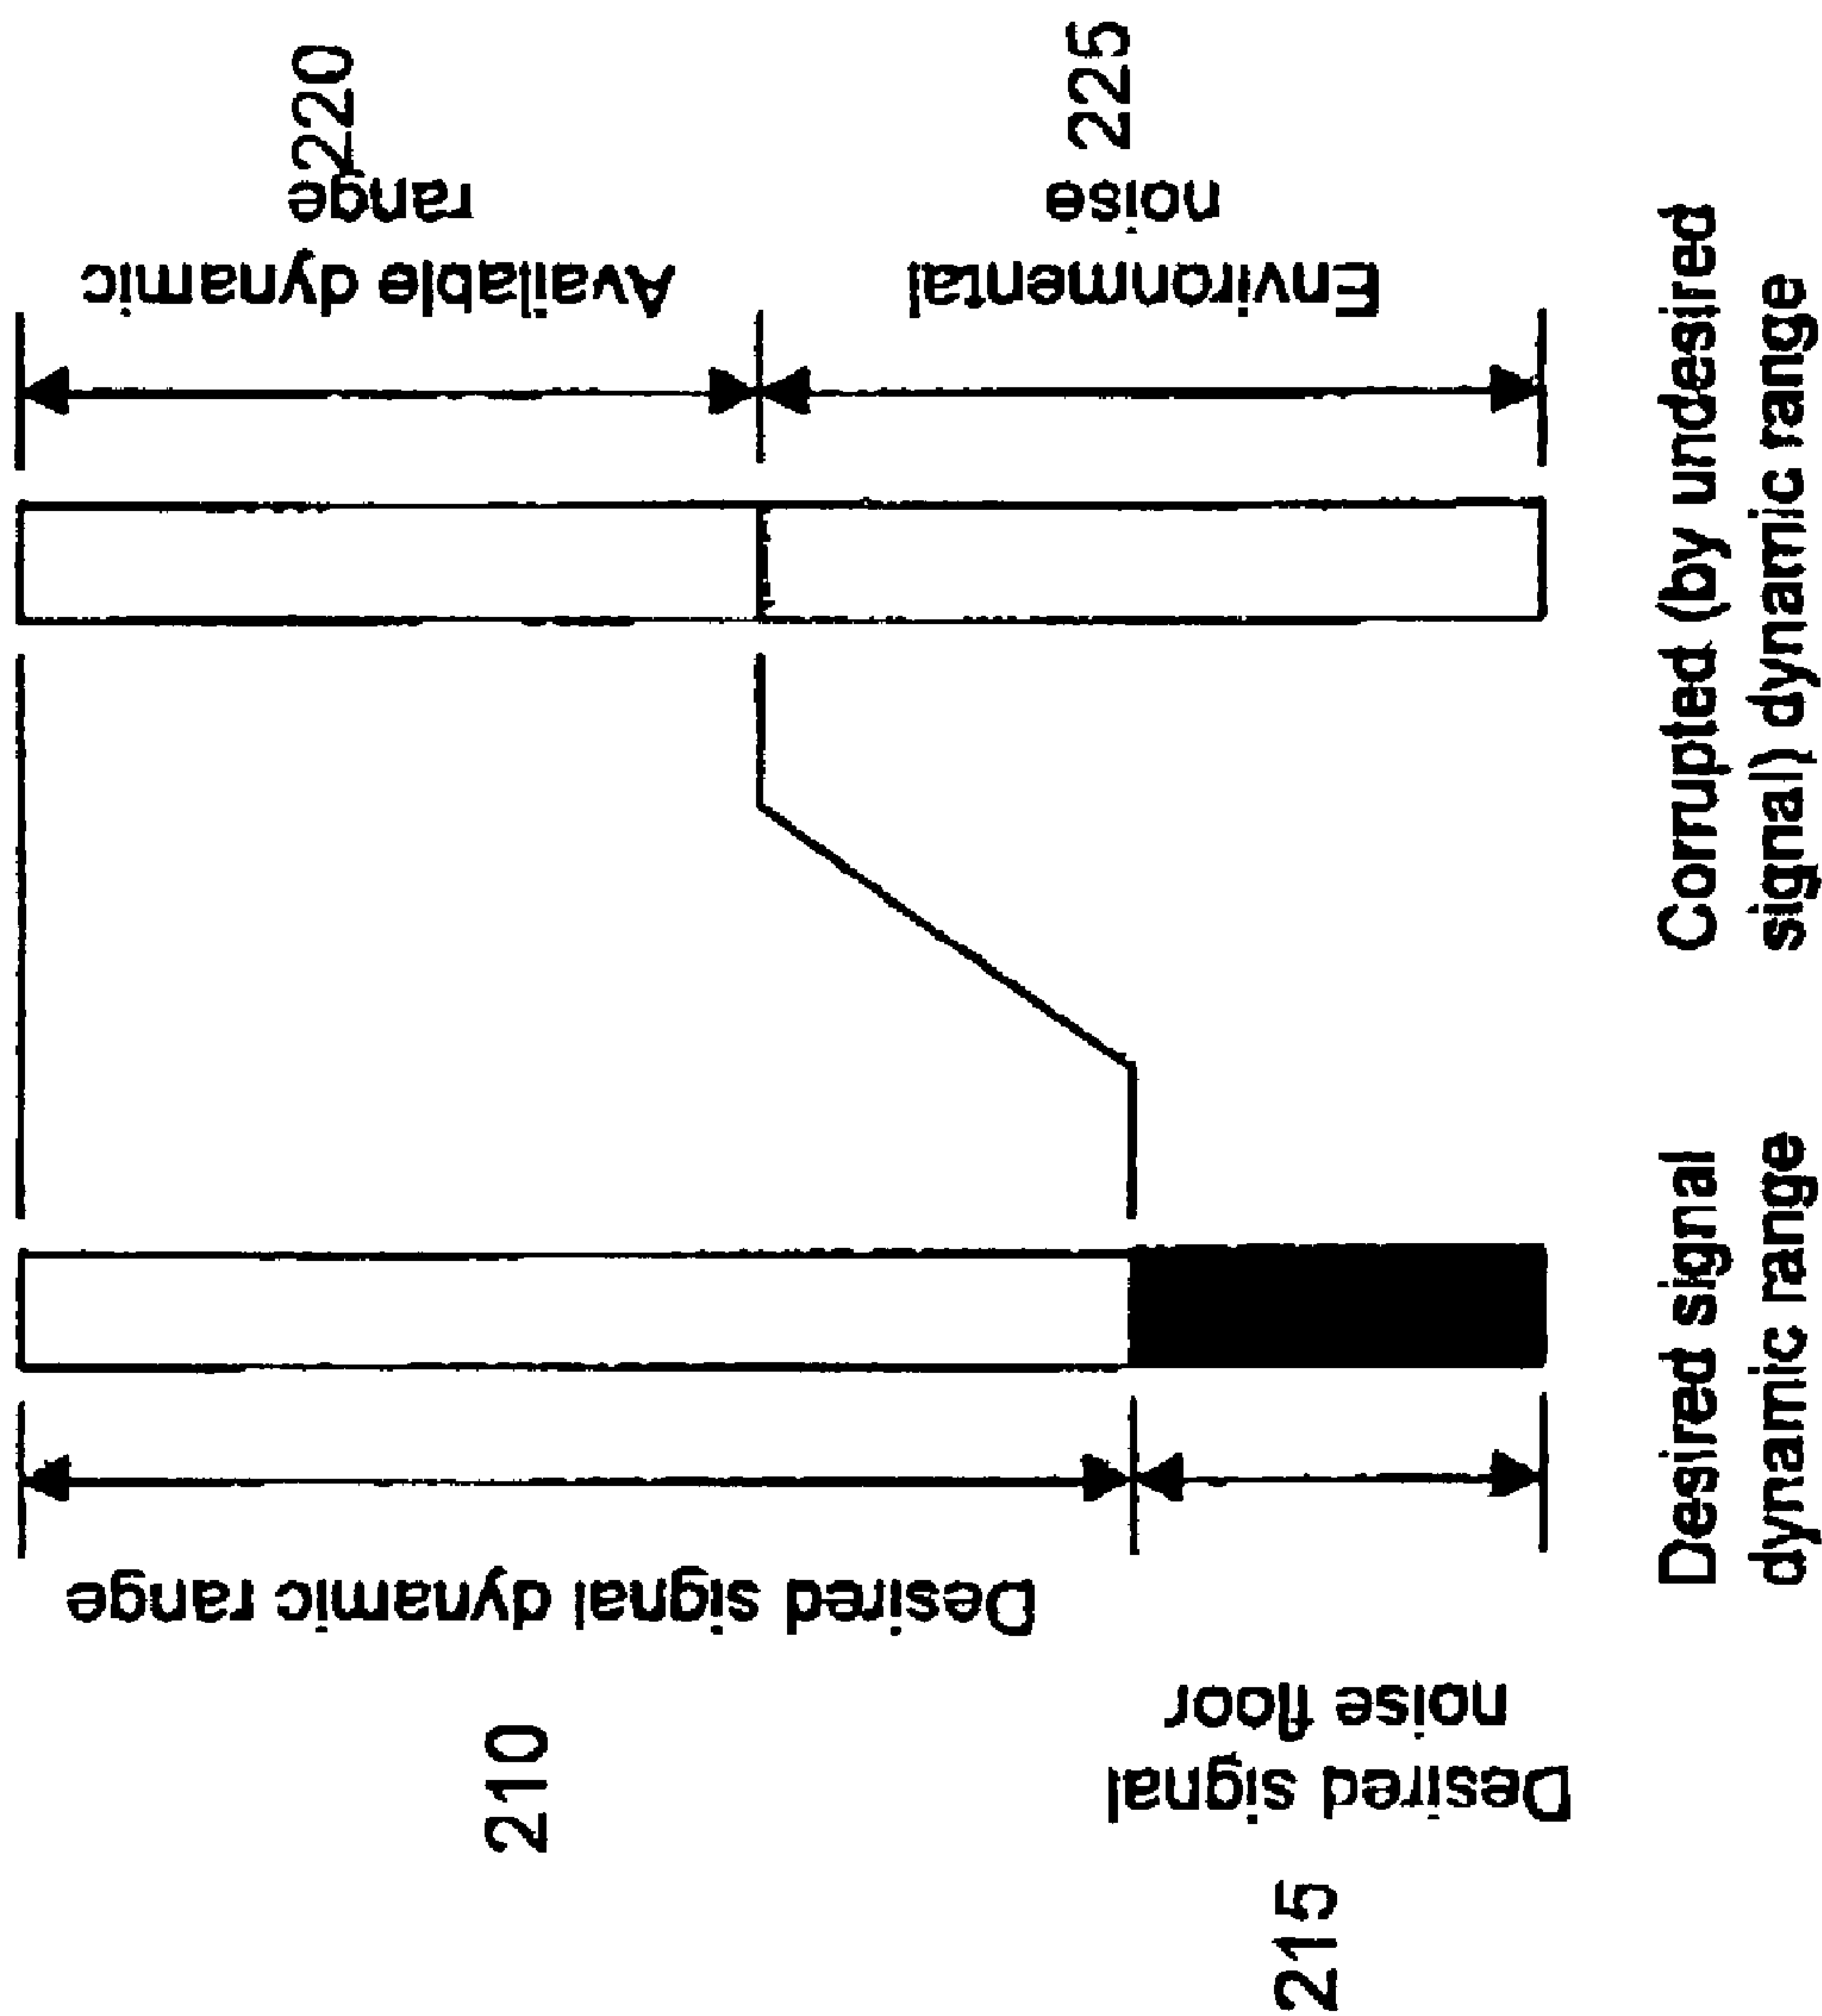 210
Desired signal dynamic range
215
Desired signal
noise floor
Available dynamic
range
220
Environmental
noise
225
Desired signal
dynamic range
Corrupted (by undesired
signal) dynamic range